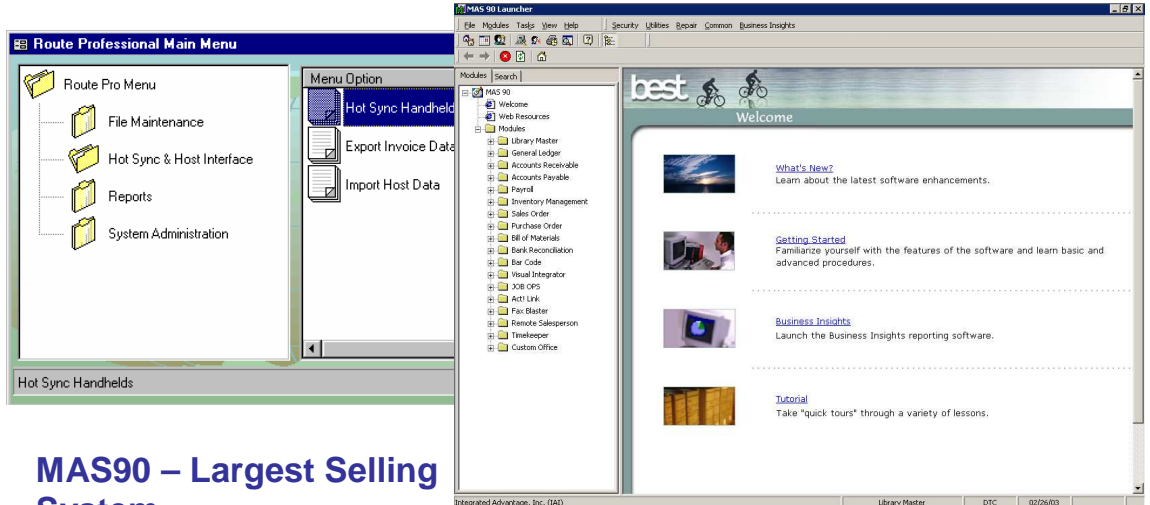 Route Professional Main Menu
Route Pro Menu
File Maintenance
Hot Sync & Host Interface
Reports
System Administration
Menu Option
Hot Sync Handheld
Export Invoice Data
Import Host Data
Hot Sync Handhelds
MAS90 – Largest Selling
System
MAS 90 Launcher
File Modules Tasks View Help Security Utilities Repair Common Business Insights
Modules Search
MAS 90
Welcome
Web Resources
Modules
Library Master
General Ledger
Accounts Receivable
Accounts Payable
Payroll
Inventory Management
Sales Order
Purchase Order
Bill of Materials
Bank Reconciliation
Bar Code
Visual Integrator
JOB OPS
Act! Link
Fax Blaster
Remote Salesperson
Timekeeper
Custom Office
best
Welcome
What's New?
Learn about the latest software enhancements.
Getting Started
Familiarize yourself with the features of the software and learn basic and
advanced procedures.
Business Insights
Launch the Business Insights reporting software.
Tutorial
Take "quick tours" through a variety of lessons.
Integrated Advantage, Inc. (IAI) Library Master DTC 02/26/03